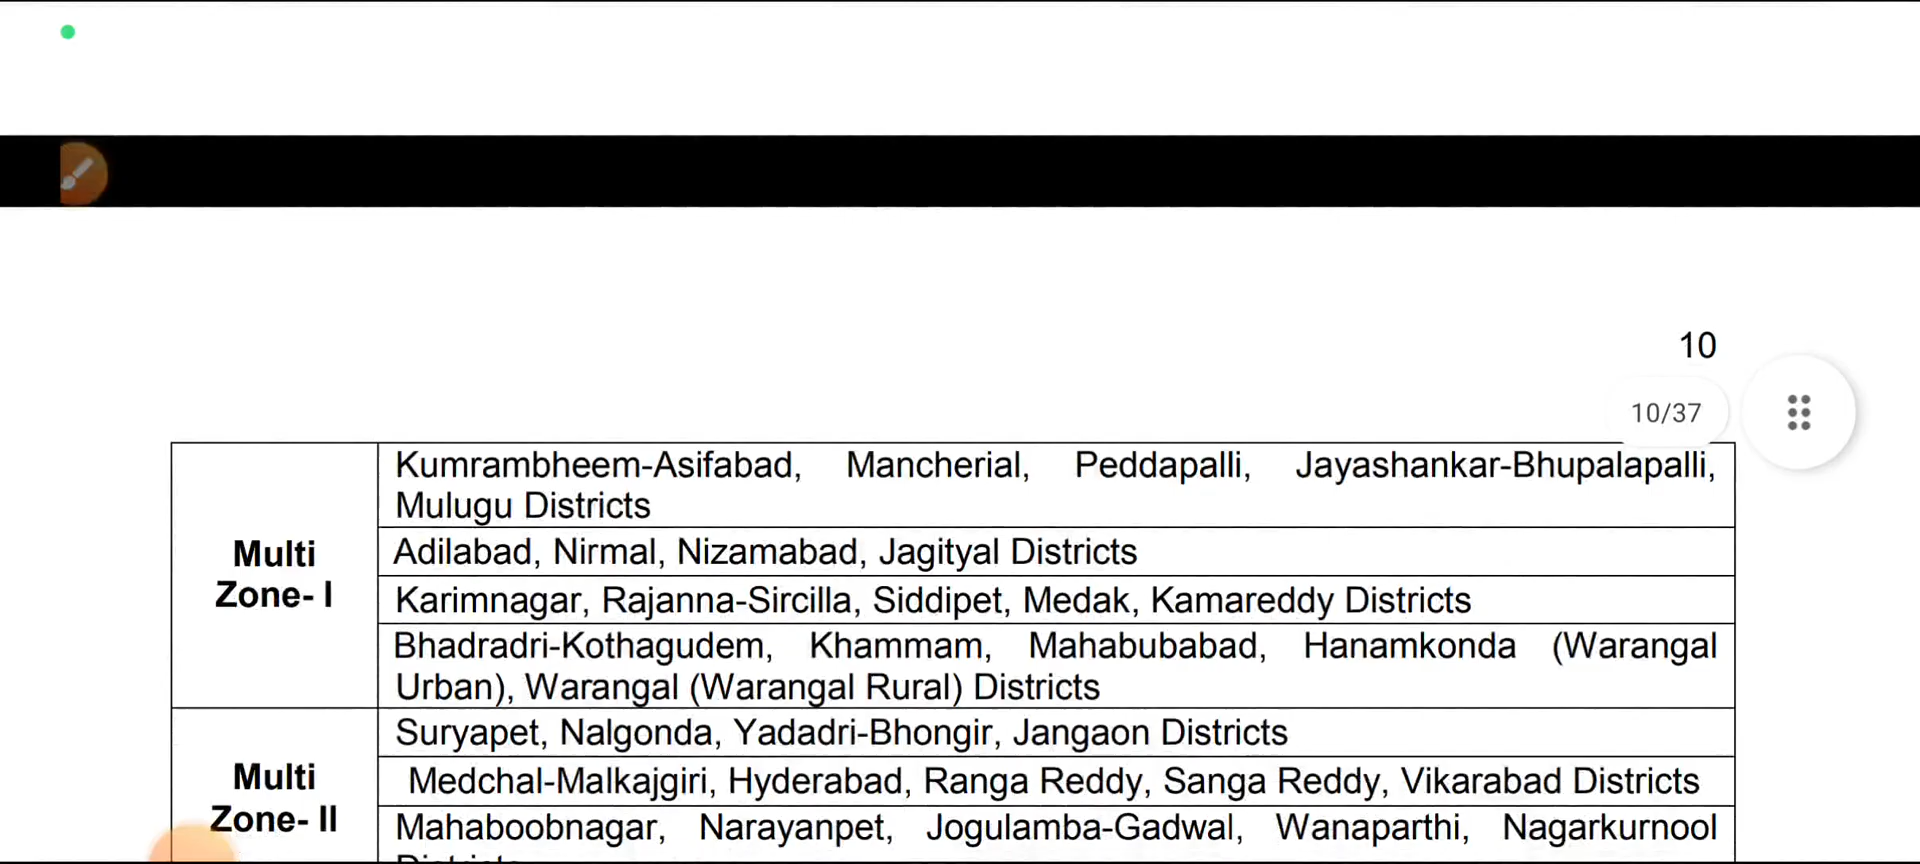 10
10/37
Kumrambheem-Asifabad, Mancherial, Peddapalli, Jayashankar-Bhupalapalli,
Mulugu Districts
Multi
Zone- I
Adilabad, Nirmal, Nizamabad, Jagityal Districts
Karimnagar, Rajanna-Sircilla, Siddipet, Medak, Kamareddy Districts
Bhadradri-Kothagudem, Khammam, Mahabubabad, Hanamkonda (Warangal
Urban), Warangal (Warangal Rural) Districts
Suryapet, Nalgonda, Yadadri-Bhongir, Jangaon Districts
Multi
Zone- II
Medchal-Malkajgiri, Hyderabad, Ranga Reddy, Sanga Reddy, Vikarabad Districts
Mahaboobnagar, Narayanpet, Jogulamba-Gadwal, Wanaparthi, Nagarkurnool